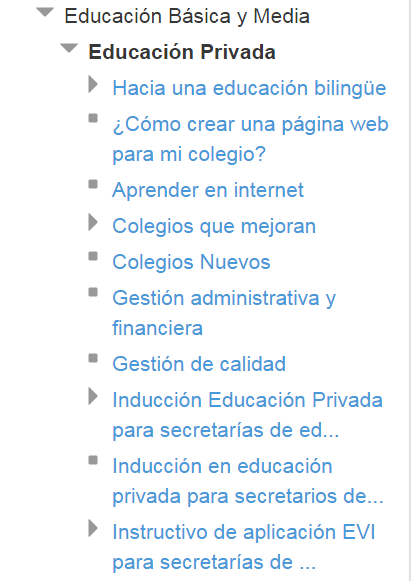 Educación Básica y Media
Educación Privada
Hacia una educación bilingüe
¿Cómo crear una página web
para mi colegio?
Aprender en internet
Colegios que mejoran
Colegios Nuevos
Gestión administrativa y
financiera
Gestión de calidad
Inducción Educación Privada
para secretarías de ed...
Inducción en educación
privada para secretarios de...
Instructivo de aplicación EVI
para secretarías de ...